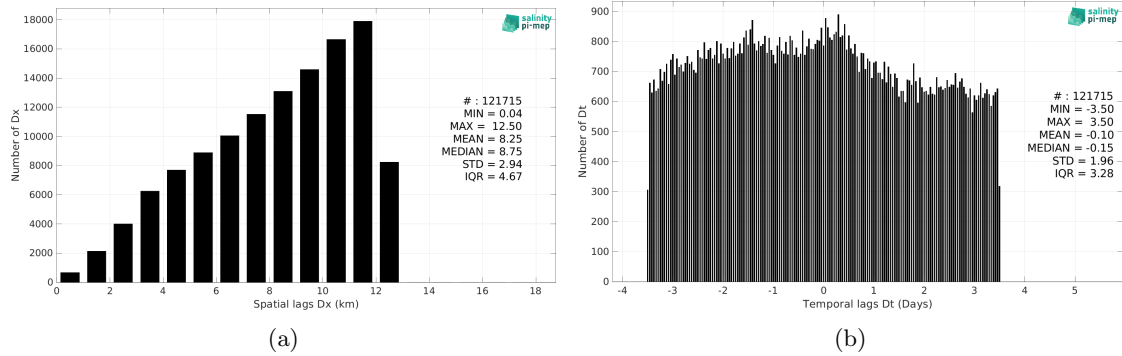 18000
16000
14000
12000
10000
8000
6000
4000
2000
0
Number of Dx
salinity
pi-mep
# : 121715
MIN = 0.04
MAX = 12.50
MEAN = 8.25
MEDIAN = 8.75
STD = 2.94
IQR = 4.67
0 2 4 6 8 10 12 14 16 18
Spatial lags Dx (km)
(a)
900
800
700
600
500
400
300
200
100
0
Number of Dt
salinity
pi-mep
# : 121715
MIN = -3.50
MAX = 3.50
MEAN = -0.10
MEDIAN = -0.15
STD = 1.96
IQR = 3.28
-4 -3 -2 -1 0 1 2 3 4 5
Temporal lags Dt (Days)
(b)